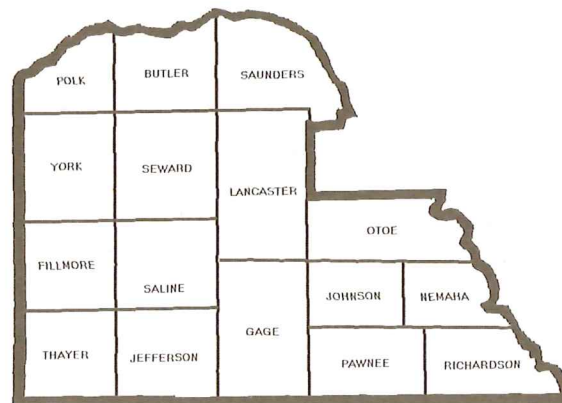 POLK
BUTLER
SAUNDERS
YORK
SEWARD
LANCASTER
OTOE
FILLMORE
SALINE
JOHNSON
NEMAHA
GAGE
THAYER
JEFFERSON
PAWNEE
RICHARDSON